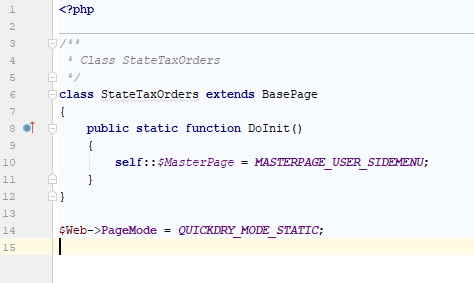 1 <?php
2
3 /**
4  * Class StateTaxOrders
5  */
6 class StateTaxOrders extends BasePage
7 {
8     public static function DoInit()
9     {
10         self::$MasterPage = MASTERPAGE_USER_SIDEMENU;
11     }
12 }
13
14 $Web->PageMode = QUICKDRY_MODE_STATIC;
15